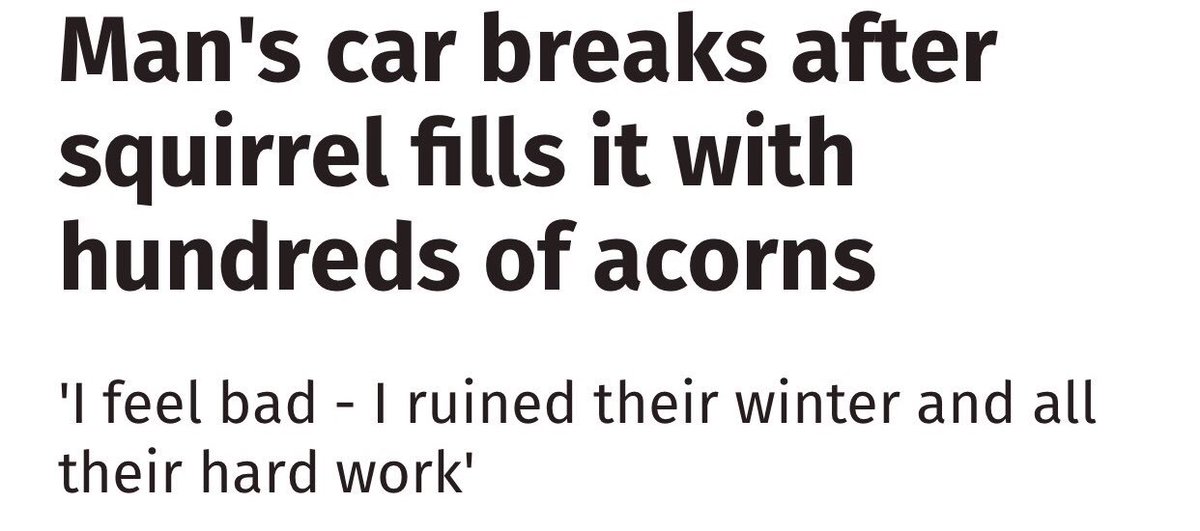 Man's car breaks after
squirrel fills it with
hundreds of acorns
'I feel bad - I ruined their winter and all
their hard work'